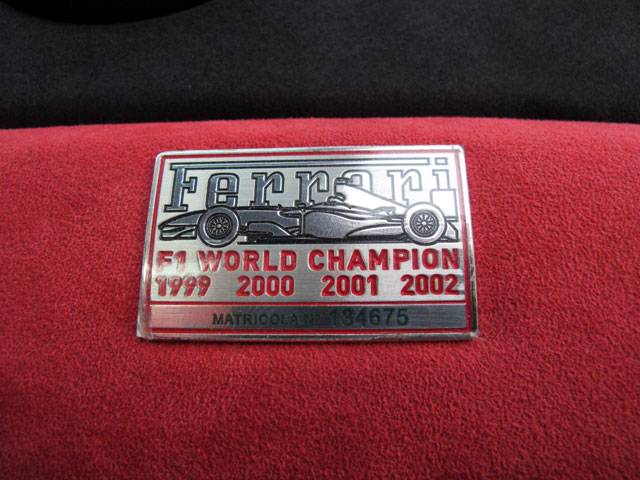 Ferrari
F1 WORLD CHAMPION
1999 2000 2001 2002
MATRICOLA N° 134675